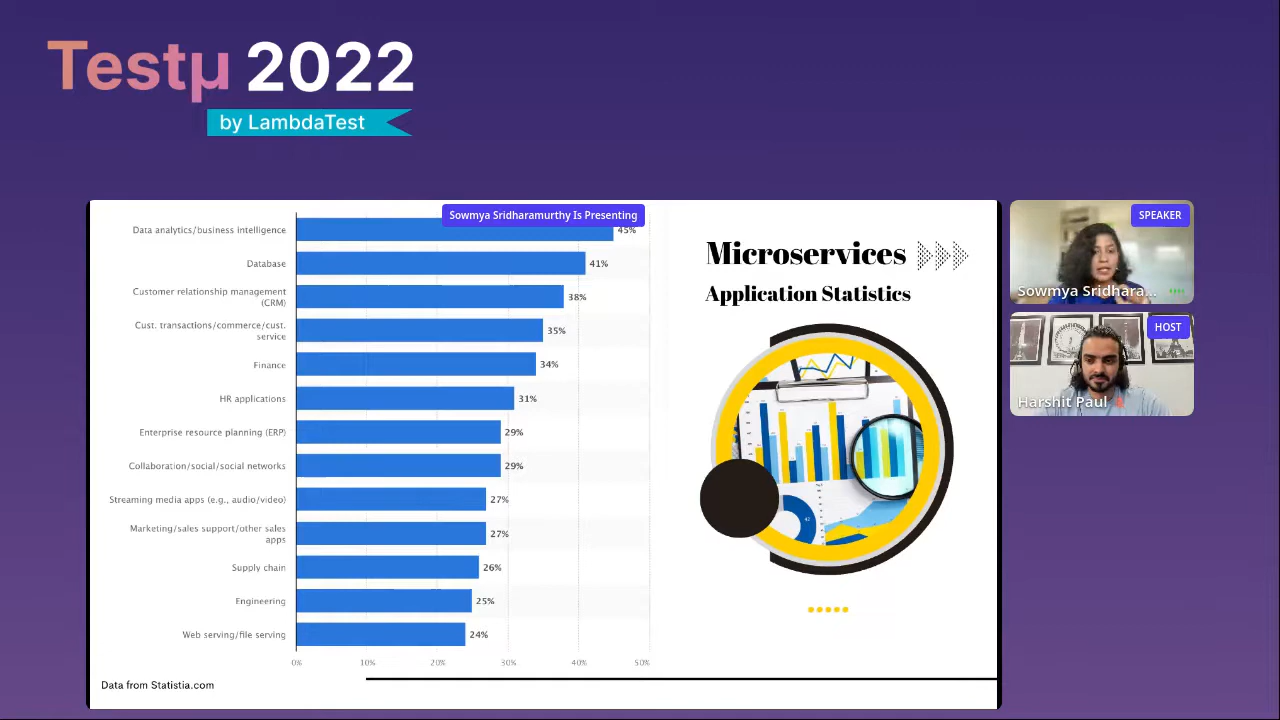 Testμ 2022
by LambdaTest
Sowmya Sridharamurthy Is Presenting
Data analytics/business intelligence
45%
Database
41%
Customer relationship management
(CRM)
38%
Cust. transactions/commerce/cust.
service
35%
Finance
34%
HR applications
31%
Enterprise resource planning (ERP)
29%
Collaboration/social/social networks
29%
Streaming media apps (e.g., audio/video)
27%
Marketing/sales support/other sales
apps
27%
Supply chain
26%
Engineering
25%
Web serving/file serving
24%
0% 10% 20% 30% 40% 50%
Data from Statistia.com
Microservices
Application Statistics
SPEAKER
Sowmya Sridhara...
HOST
Harshit Paul